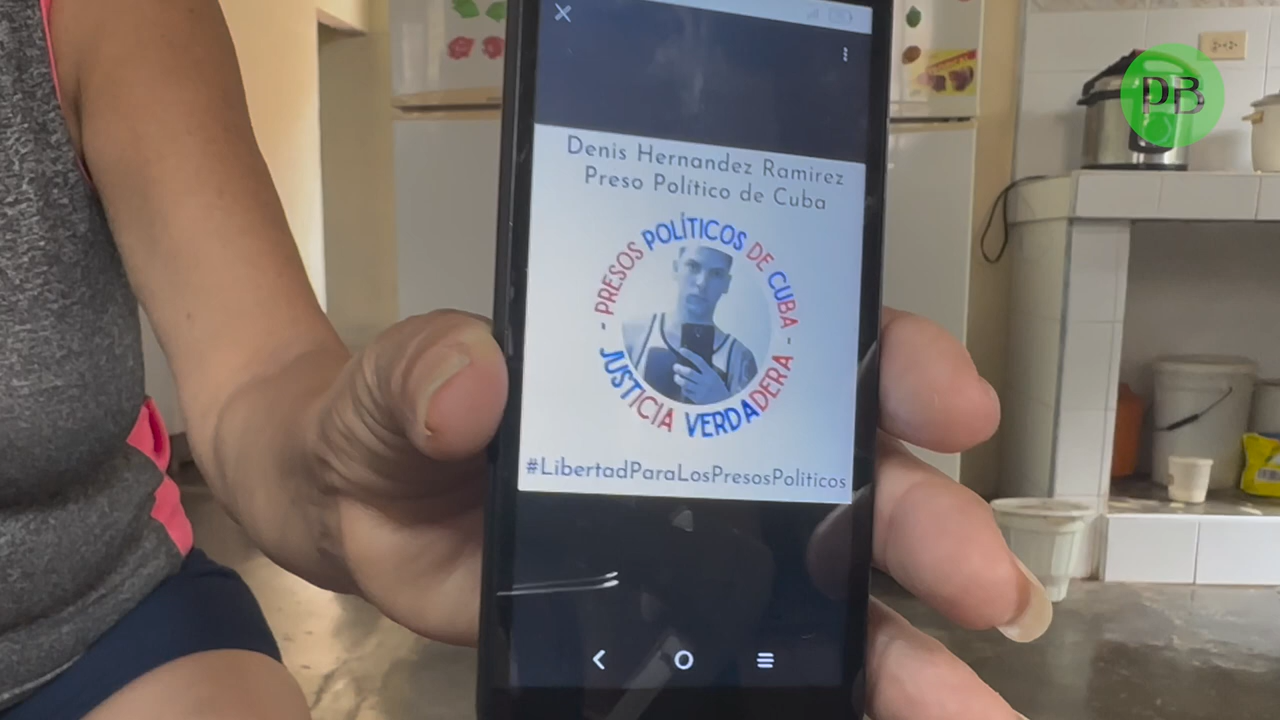 PB
Denis Hernandez Ramirez
Preso Político de Cuba
- PRESOS POLÍTICOS DE CUBA -
JUSTICIA VERDADERA
#LibertadParaLosPresosPoliticos